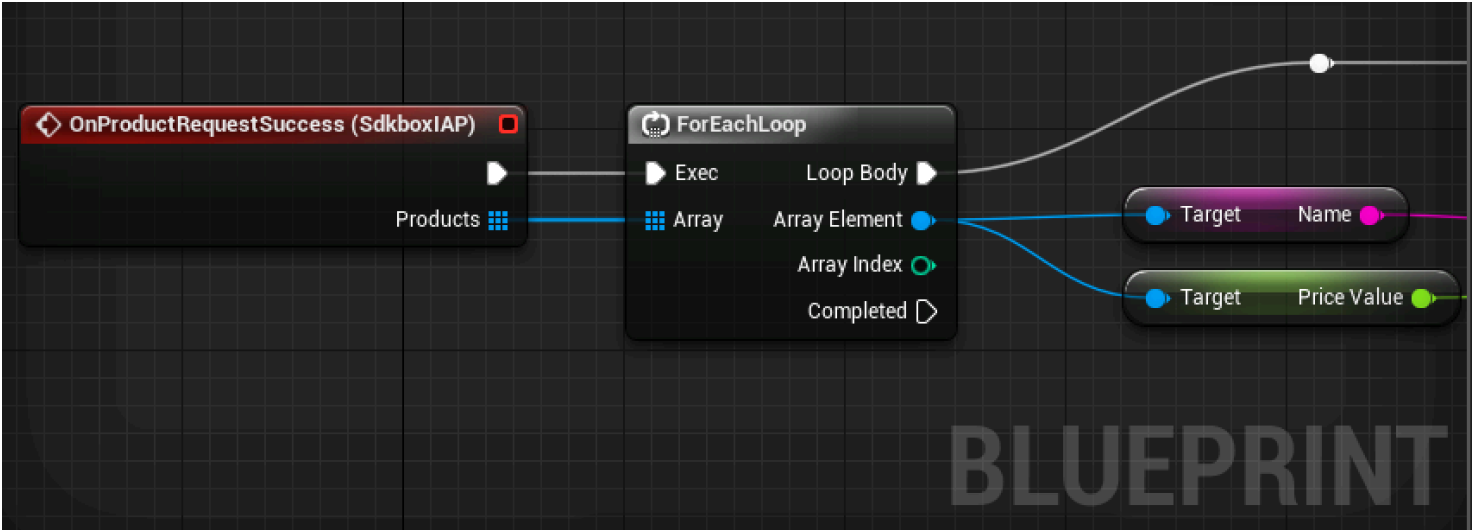 OnProductRequestSuccess (SdkboxIAP)
Products
ForEachLoop
Exec
Loop Body
Array
Array Element
Array Index
Completed
Target
Name
Target
Price Value
BLUEPRINT